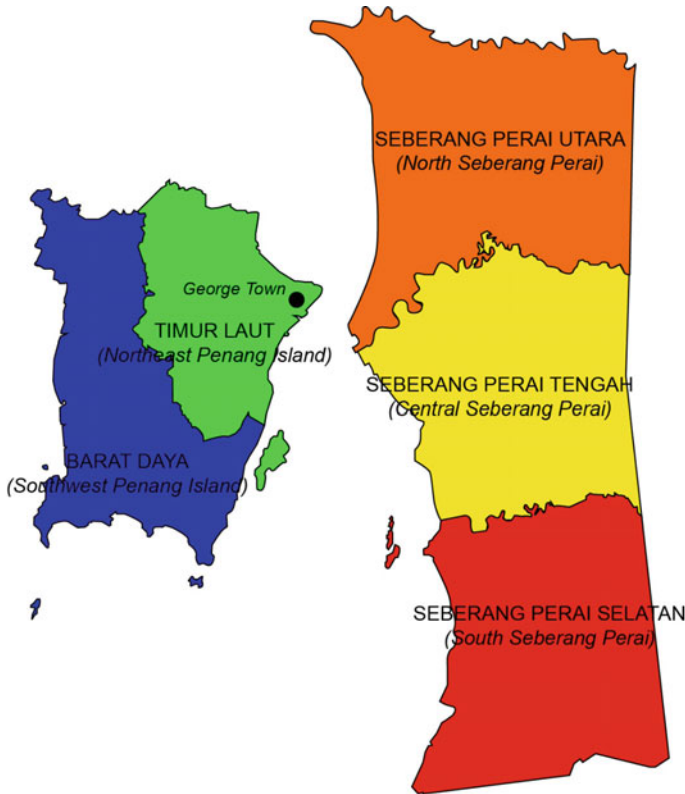 SEBERANG PERAI UTARA
(North Seberang Perai)
George Town
TIMUR LAUT
(Northeast Penang Island)
SEBERANG PERAI TENGAH
(Central Seberang Perai)
BARAT DAYA
(Southwest Penang Island)
SEBERANG PERAI SELATAN
(South Seberang Perai)